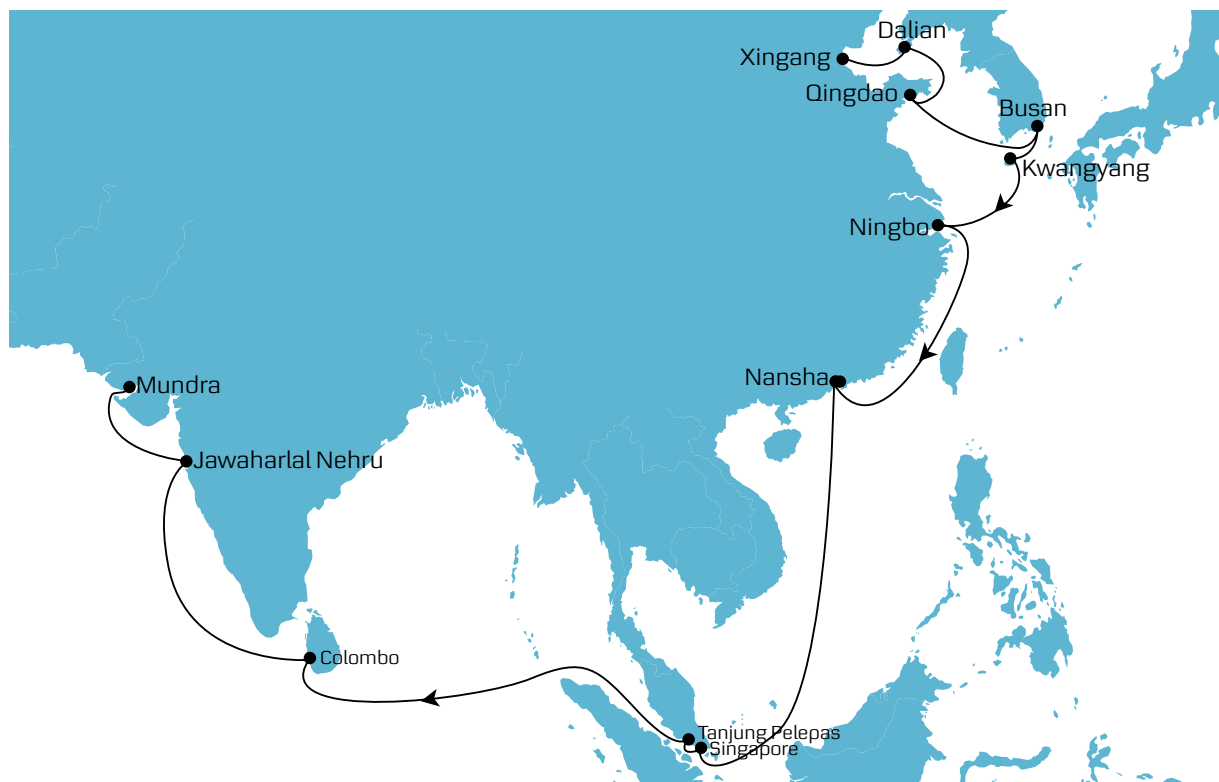 Dalian
Xingang
Qingdao
Busan
Kwangyang
Ningbo
Nansha
Mundra
Jawaharlal Nehru
Colombo
Tanjung Pelepas
Singapore